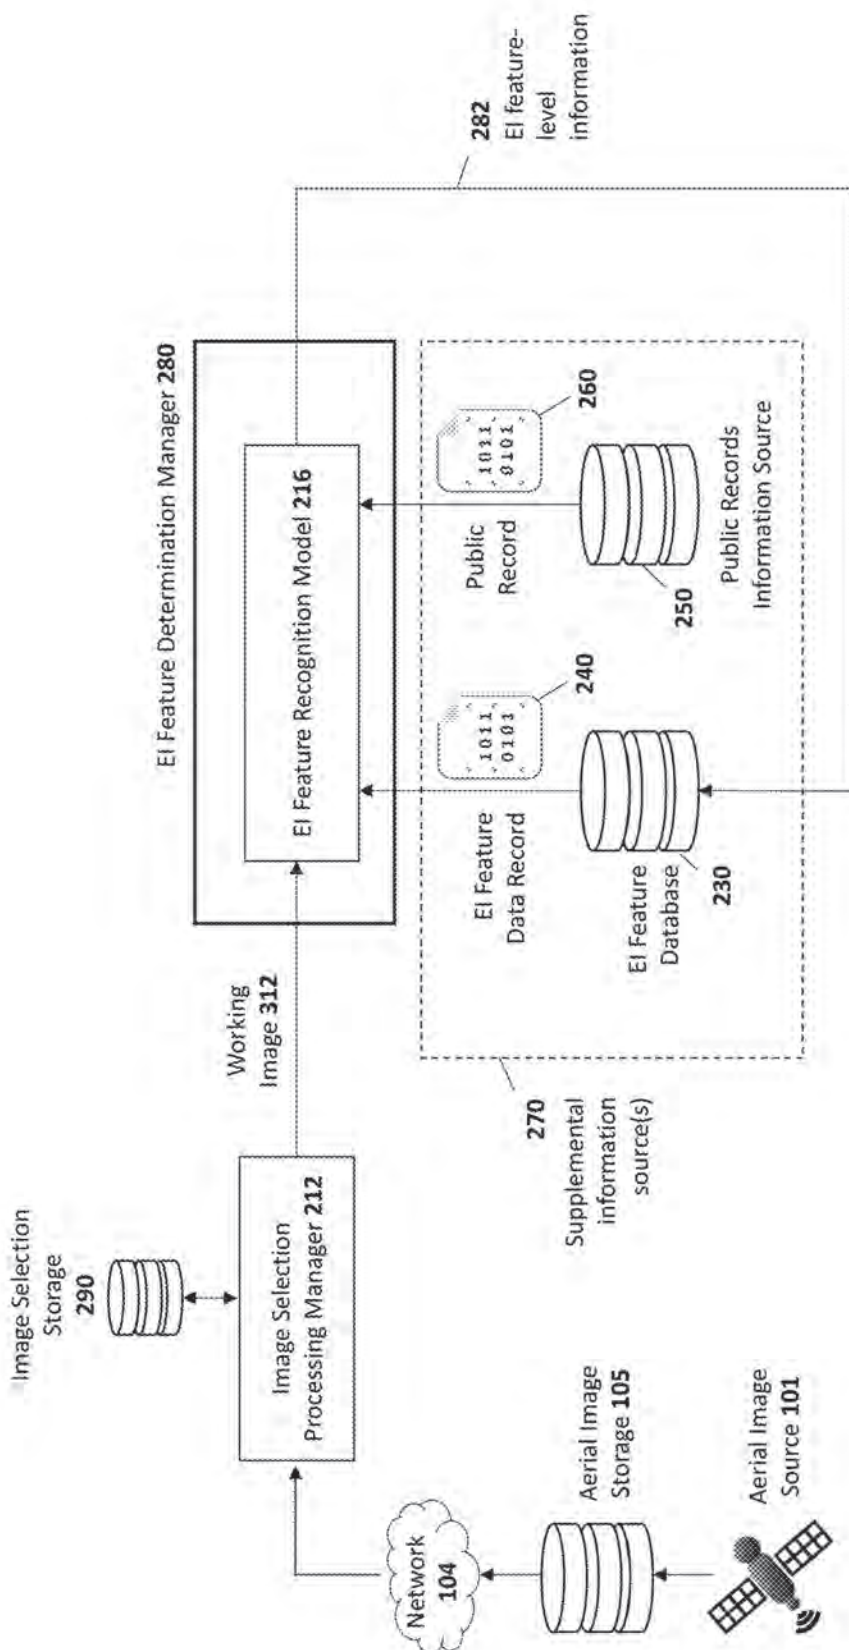 Image Selection
Storage
290
Image Selection
Processing Manager 212
Network
104
Aerial Image
Storage 105
Aerial Image
Source 101
Working
Image 312
EI Feature Determination Manager 280
EI Feature Recognition Model 216
282 EI feature-
level
information
EI Feature
Data Record
1011
0101
240
Public
Record
1011
0101
260
EI Feature
Database
230
250
Public Records
Information Source
270
Supplemental
information
source(s)